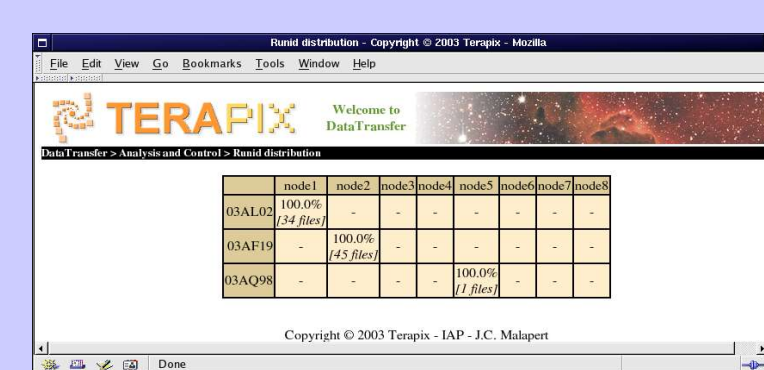 Runid distribution - Copyright © 2003 Terapix - Mozilla
File Edit View Go Bookmarks Tools Window Help
TERAPIX
Welcome to
DataTransfer
DataTransfer > Analysis and Control > Runid distribution
node1 node2 node3 node4 node5 node6 node7 node8
03AL02 100.0% [34 files] - - - - - - -
03AF19 - 100.0% [45 files] - - - - - -
03AQ98 - - - - 100.0% [1 files] - - -
Copyright © 2003 Terapix - IAP - J.C. Malapert
Done